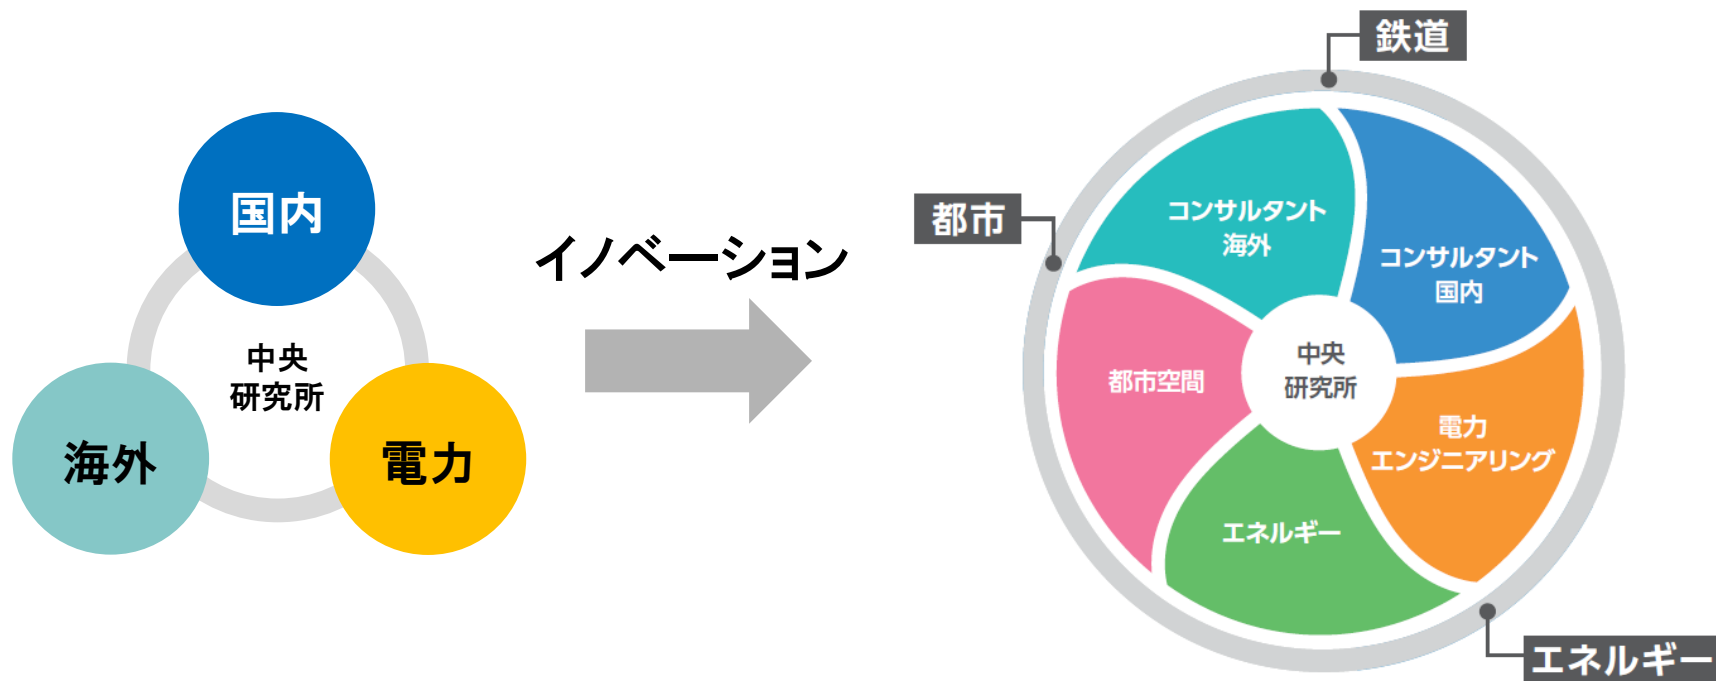 国内
中央
研究所
海外
電力
イノベーション
鉄道
都市
コンサルタント
海外
コンサルタント
国内
中央
研究所
都市空間
電力
エンジニアリング
エネルギー
エネルギー